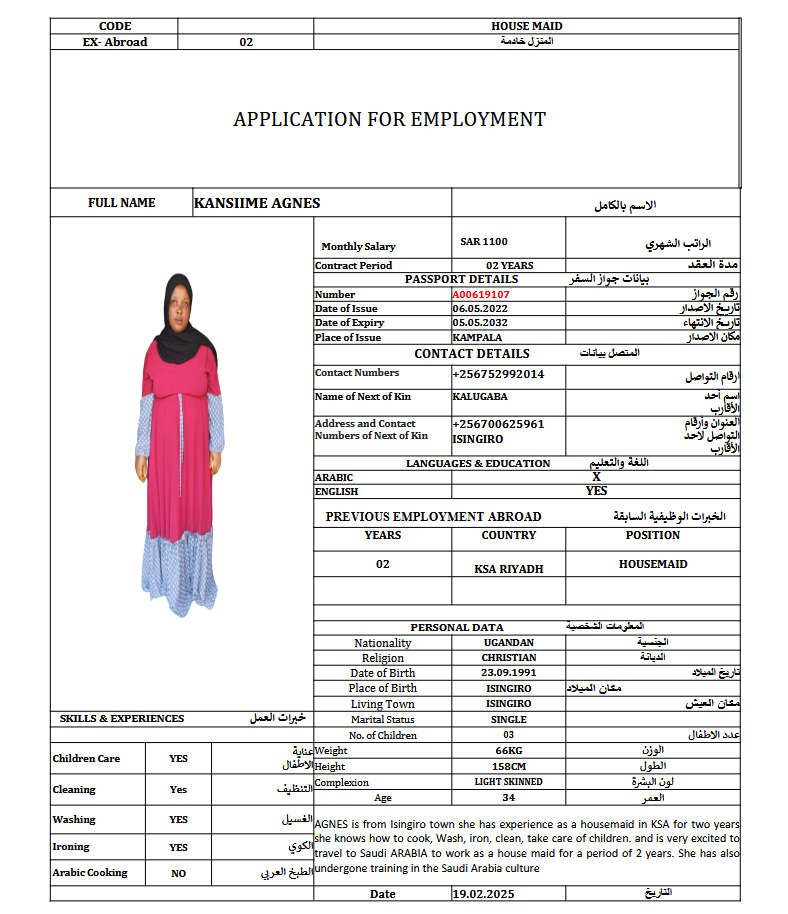 CODE HOUSE MAID
EX- Abroad 02 المنزل خادمة
APPLICATION FOR EMPLOYMENT
FULL NAME KANSIIME AGNES الاسم بالكامل
Monthly Salary SAR 1100 الراتب الشهري
Contract Period 02 YEARS مدة العقد
PASSPORT DETAILS بيانات جواز السفر
Number A00619107 رقم الجواز
Date of Issue 06.05.2022 تاريخ الاصدار
Date of Expiry 05.05.2032 تاريخ الانتهاء
Place of Issue KAMPALA مكان الاصدار
CONTACT DETAILS المتصل بيانات
Contact Numbers +256752992014 ارقام التواصل
Name of Next of Kin KALUGABA اسم أحد
الأقارب
Address and Contact +256700625961 العنوان وأرقام
Numbers of Next of Kin ISINGIRO التواصل لاحد
الأقارب
LANGUAGES & EDUCATION اللغة والتعليم
ARABIC X
ENGLISH YES
PREVIOUS EMPLOYMENT ABROAD الخبرات الوظيفية السابقة
YEARS COUNTRY POSITION
02 KSA RIYADH HOUSEMAID
PERSONAL DATA المعلومات الشخصية
Nationality UGANDAN الجنسية
Religion CHRISTIAN الديانة
Date of Birth 23.09.1991 تاريخ الميلاد
Place of Birth ISINGIRO مكان الميلاد
Living Town ISINGIRO مكان العيش
Marital Status SINGLE
No. of Children 03 عدد الاطفال
Weight 66KG الوزن
Height 158CM الطول
Complexion LIGHT SKINNED لون البشرة
Age 34 العمر
SKILLS & EXPERIENCES خبرات العمل
Children Care YES عناية
الاطفال
Cleaning Yes التنظيف
Washing YES الغسيل
Ironing YES الكوي
Arabic Cooking NO الطبخ العربي
AGNES is from Isingiro town she has experience as a housemaid in KSA for two years
she knows how to cook, Wash, iron, clean, take care of children. and is very excited to
travel to Saudi ARABIA to work as a house maid for a period of 2 years. She has also
undergone training in the Saudi Arabia culture
Date 19.02.2025 التاريخ